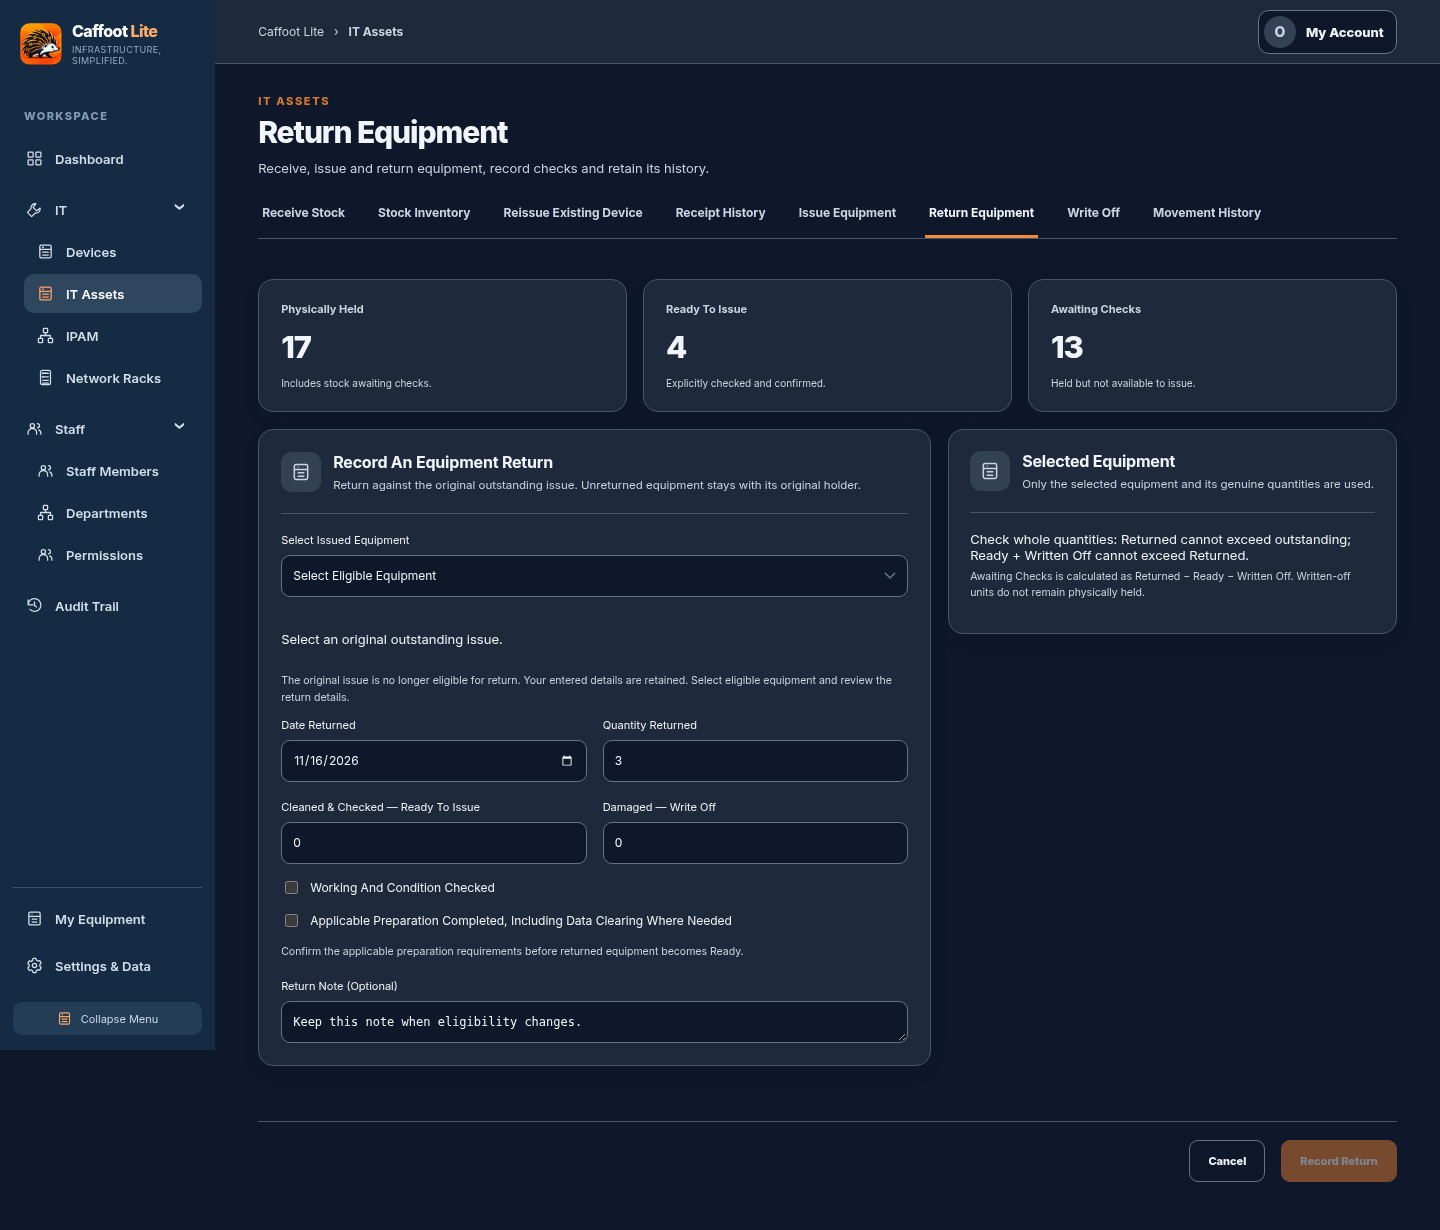 Caffoot Lite
INFRASTRUCTURE,
SIMPLIFIED.
WORKSPACE
Dashboard
IT
Devices
IT Assets
IPAM
Network Racks
Staff
Staff Members
Departments
Permissions
Audit Trail
My Equipment
Settings & Data
Collapse Menu
Caffoot Lite › IT Assets
O My Account
IT ASSETS
Return Equipment
Receive, issue and return equipment, record checks and retain its history.
Receive Stock Stock Inventory Reissue Existing Device Receipt History Issue Equipment Return Equipment Write Off Movement History
Physically Held
17
Includes stock awaiting checks.
Ready To Issue
4
Explicitly checked and confirmed.
Awaiting Checks
13
Held but not available to issue.
Record An Equipment Return
Return against the original outstanding issue. Unreturned equipment stays with its original holder.
Select Issued Equipment
Select Eligible Equipment
Select an original outstanding issue.
The original issue is no longer eligible for return. Your entered details are retained. Select eligible equipment and review the
return details.
Date Returned
11/16/2026
Quantity Returned
3
Cleaned & Checked — Ready To Issue
0
Damaged — Write Off
0
Working And Condition Checked
Applicable Preparation Completed, Including Data Clearing Where Needed
Confirm the applicable preparation requirements before returned equipment becomes Ready.
Return Note (Optional)
Keep this note when eligibility changes.
Selected Equipment
Only the selected equipment and its genuine quantities are used.
Check whole quantities: Returned cannot exceed outstanding;
Ready + Written Off cannot exceed Returned.
Awaiting Checks is calculated as Returned − Ready − Written Off. Written-off
units do not remain physically held.
Cancel
Record Return